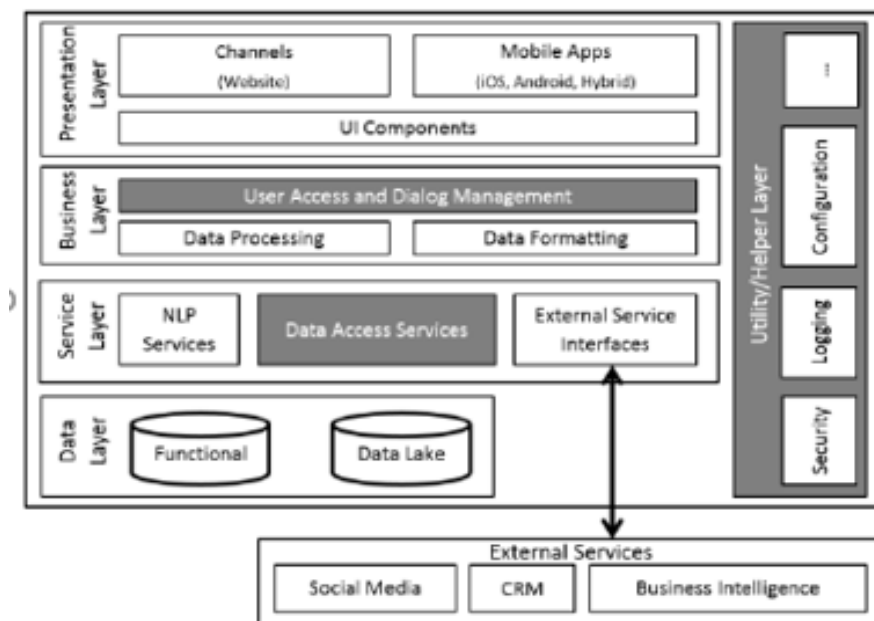 Presentation
Layer
Channels
(Website)
Mobile Apps
(iOS, Android, Hybrid)
UI Components
Business
Layer
User Access and Dialog Management
Data Processing
Data Formatting
Service
Layer
NLP
Services
Data Access Services
External Service
Interfaces
Data
Layer
Functional
Data Lake
Utility/Helper Layer
...
Configuration
Logging
Security
External Services
Social Media
CRM
Business Intelligence